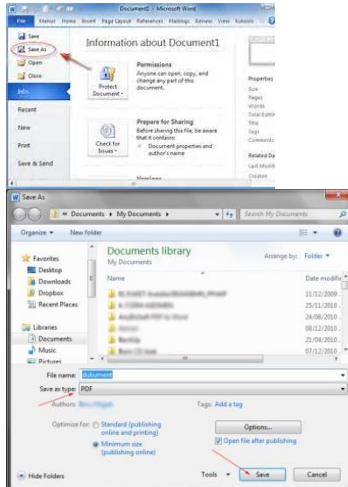 Document1 - Microsoft Word
File Menus Home Insert Page Layout References Mailings Review View
Save
Save As
Open
Close
Info
Recent
New
Print
Save & Send
Information about Document1
Protect
Document
Permissions
Anyone can open, copy, and
change any part of this
document.
Check for
Issues
Prepare for Sharing
Before sharing this file, be aware
that it contains:
Document properties and
author's name
Versions
Properties
Size
Pages
Words
Tags
Comments
Related Da
Last Modifi
Created
Save As
« Documents My Documents
Search My Documents
Organize New folder
Favorites
Desktop
Downloads
Dropbox
Recent Places
Libraries
Documents
Music
Pictures
Documents library
My Documents
Arrange by: Folder
Name Date modifie
11/12/2009
25/11/2010
24/08/2010
08/12/2010
21/04/2010
07/12/2010
File name: dokument
Save as type: PDF
Authors: Tags: Add a tag
Optimize for: Standard (publishing
online and printing)
Minimum size
(publishing online)
Options...
Open file after publishing
Hide Folders
Tools Save Cancel